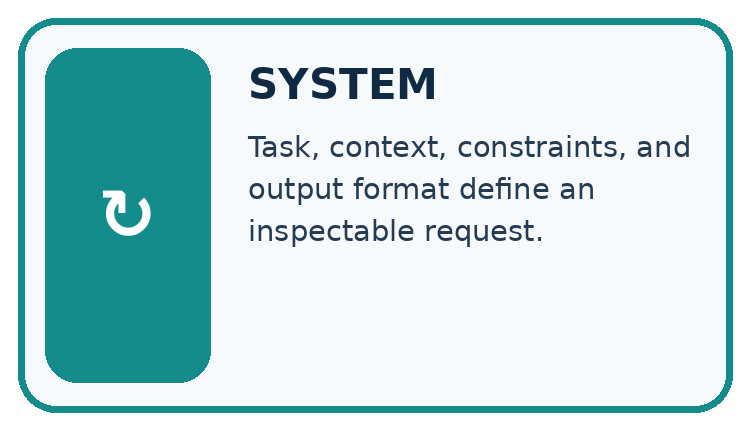 SYSTEM
Task, context, constraints, and
output format define an
inspectable request.